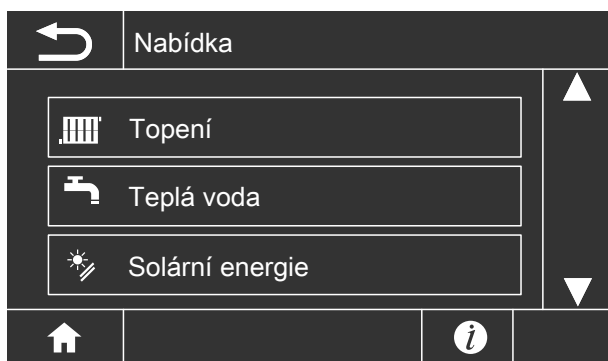 Nabídka
Topení
Teplá voda
Solární energie
i